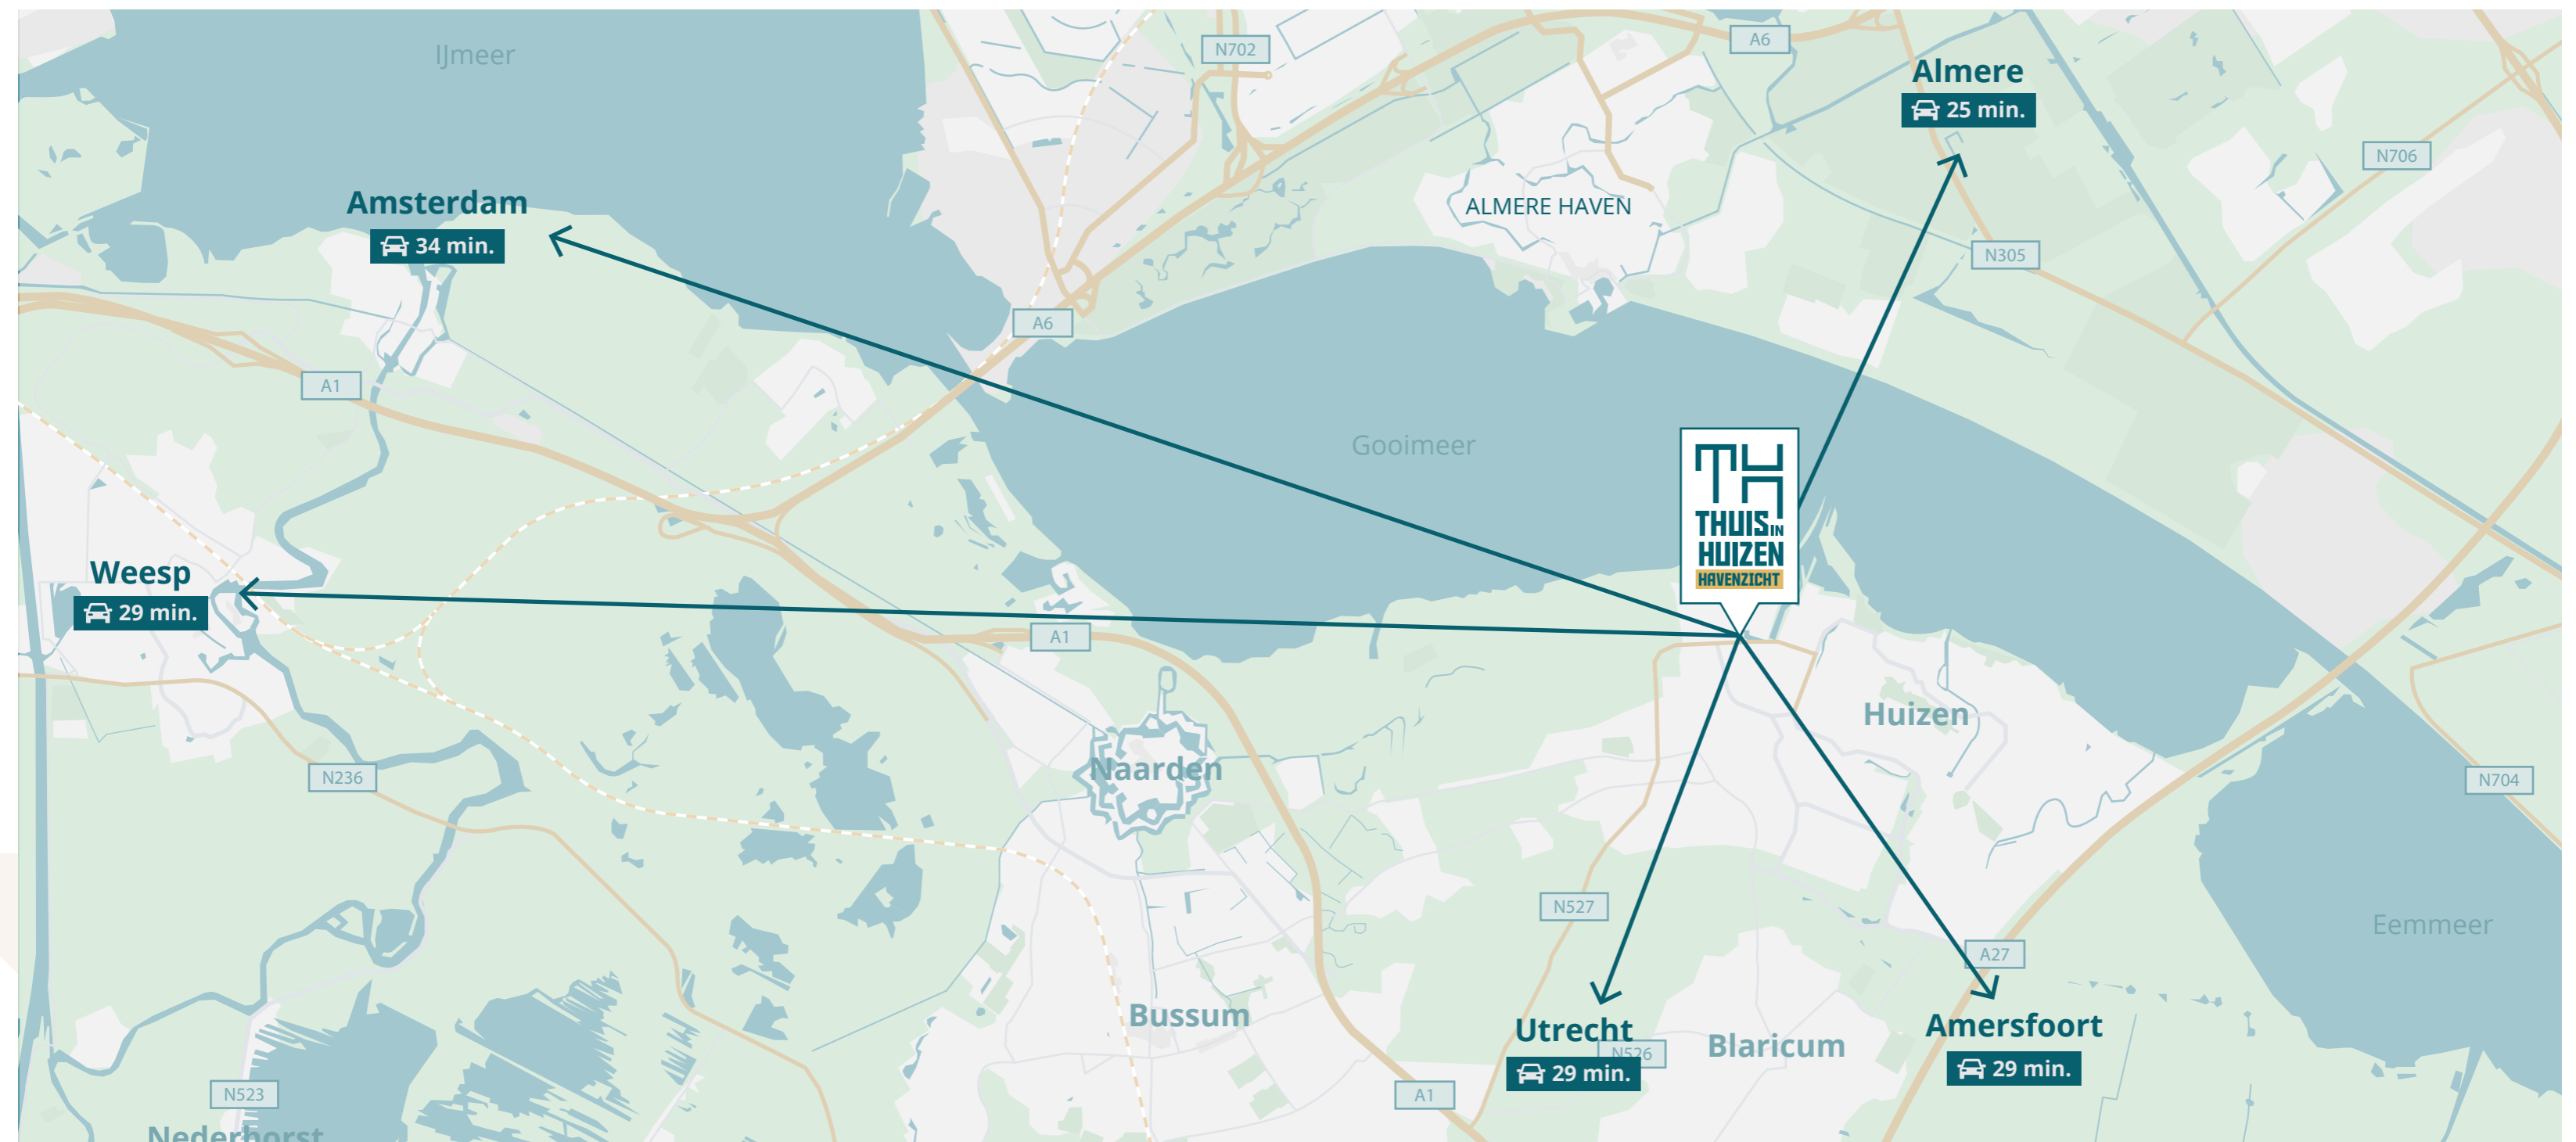 IJmeer
N702
A6
Almere
25 min.
N706
Amsterdam
34 min.
ALMERE HAVEN
N305
A6
A1
Gooimeer
THUIS IN
HUIZEN
HAVENZICHT
Weesp
29 min.
A1
Huizen
Naarden
N236
N704
N527
Eemmeer
A27
Bussum
Utrecht
29 min.
N526
Blaricum
Amersfoort
29 min.
N523
A1
Nederhorst